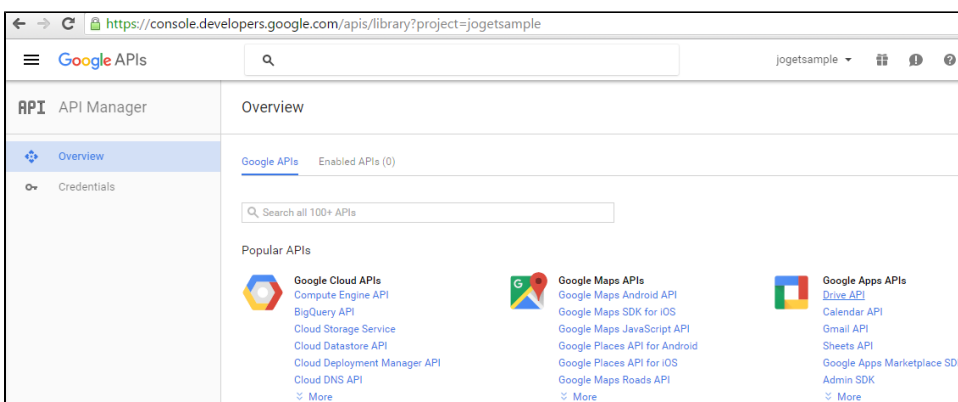 https://console.developers.google.com/apis/library?project=jogetsample
Google APIs
jogetsample
API API Manager
Overview
Overview
Credentials
Google APIs
Enabled APIs (0)
Search all 100+ APIs
Popular APIs
Google Cloud APIs
Compute Engine API
BigQuery API
Cloud Storage Service
Cloud Datastore API
Cloud Deployment Manager API
Cloud DNS API
More
Google Maps APIs
Google Maps Android API
Google Maps SDK for iOS
Google Maps JavaScript API
Google Places API for Android
Google Places API for iOS
Google Maps Roads API
More
Google Apps APIs
Drive API
Calendar API
Gmail API
Sheets API
Google Apps Marketplace SD
Admin SDK
More